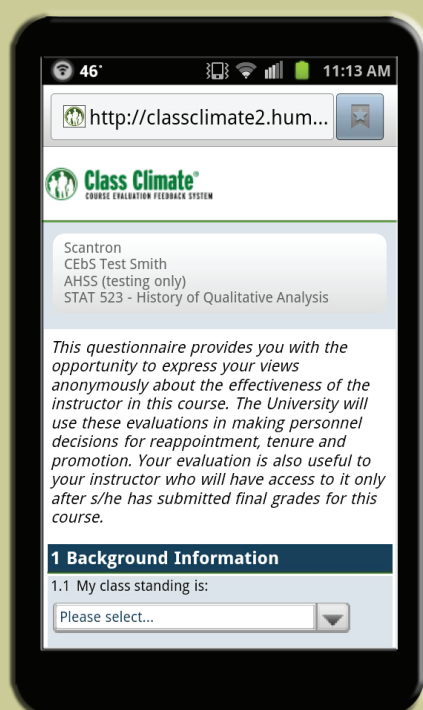 46°
11:13 AM
http://classclimate2.hum...
Class Climate®
COURSE EVALUATION FEEDBACK SYSTEM
Scantron
CEbS Test Smith
AHSS (testing only)
STAT 523 - History of Qualitative Analysis
This questionnaire provides you with the
opportunity to express your views
anonymously about the effectiveness of the
instructor in this course. The University will
use these evaluations in making personnel
decisions for reappointment, tenure and
promotion. Your evaluation is also useful to
your instructor who will have access to it only
after s/he has submitted final grades for this
course.
1 Background Information
1.1 My class standing is:
Please select...